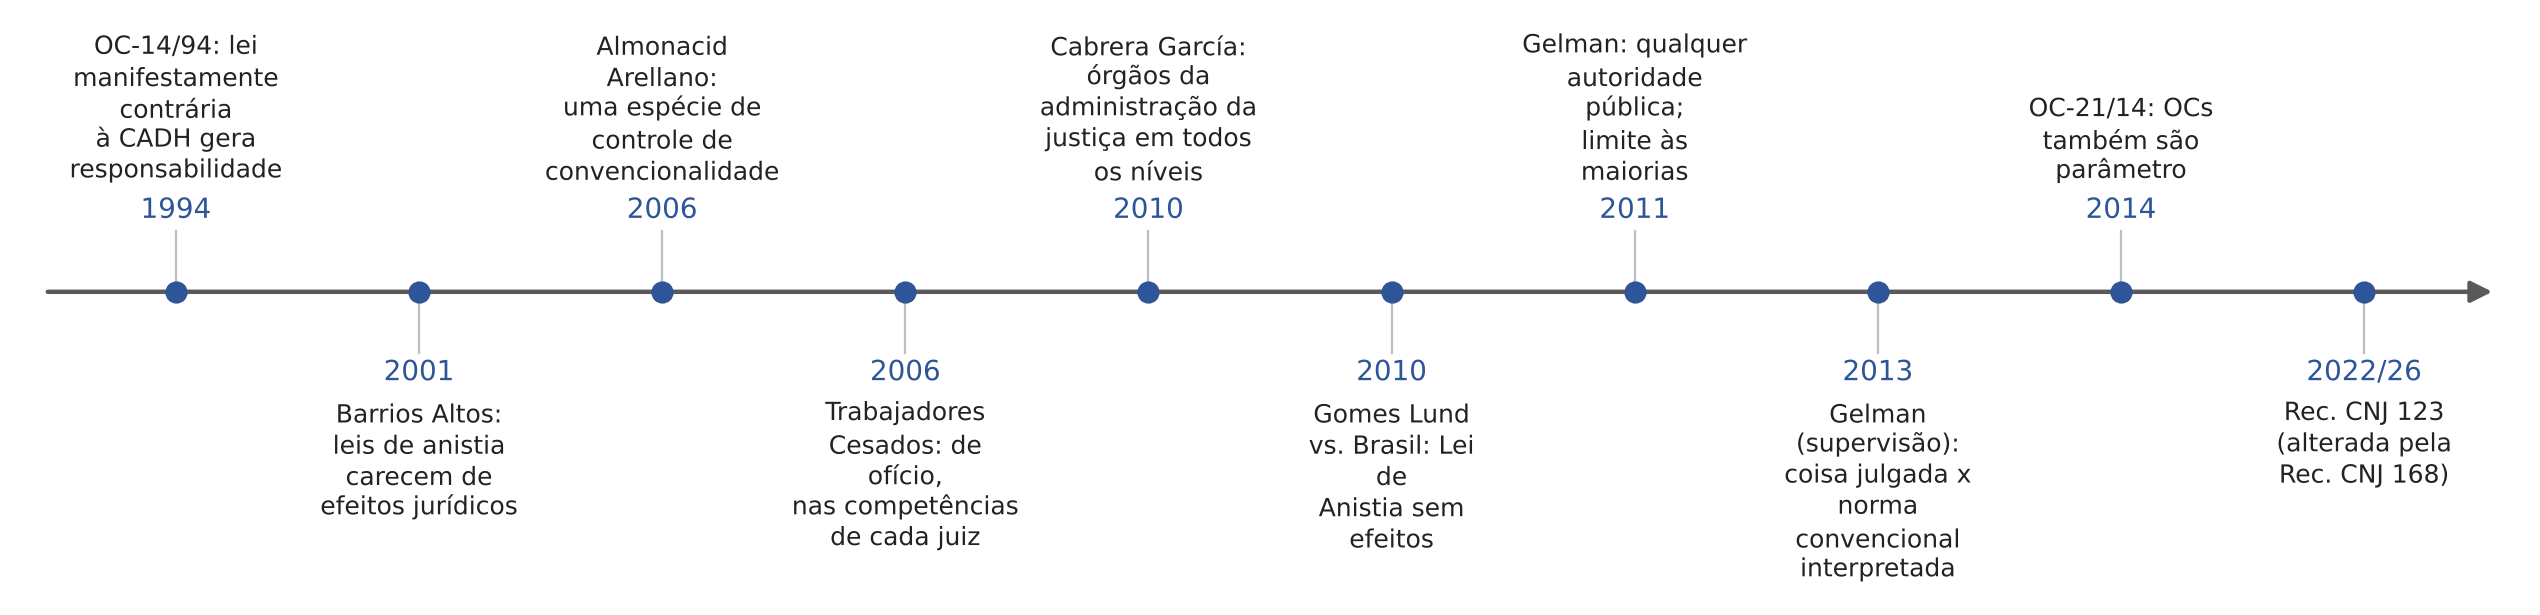 OC-14/94: lei
manifestamente
contrária
à CADH gera
responsabilidade
1994
2001
Barrios Altos:
leis de anistia
carecem de
efeitos jurídicos
Almonacid
Arellano:
uma espécie de
controle de
convencionalidade
2006
2006
Trabajadores
Cesados: de
ofício,
nas competências
de cada juiz
Cabrera García:
órgãos da
administração da
justiça em todos
os níveis
2010
2010
Gomes Lund
vs. Brasil: Lei
de
Anistia sem
efeitos
Gelman: qualquer
autoridade
pública;
limite às
maiorias
2011
2013
Gelman
(supervisão):
coisa julgada x
norma
convencional
interpretada
OC-21/14: OCs
também são
parâmetro
2014
2022/26
Rec. CNJ 123
(alterada pela
Rec. CNJ 168)